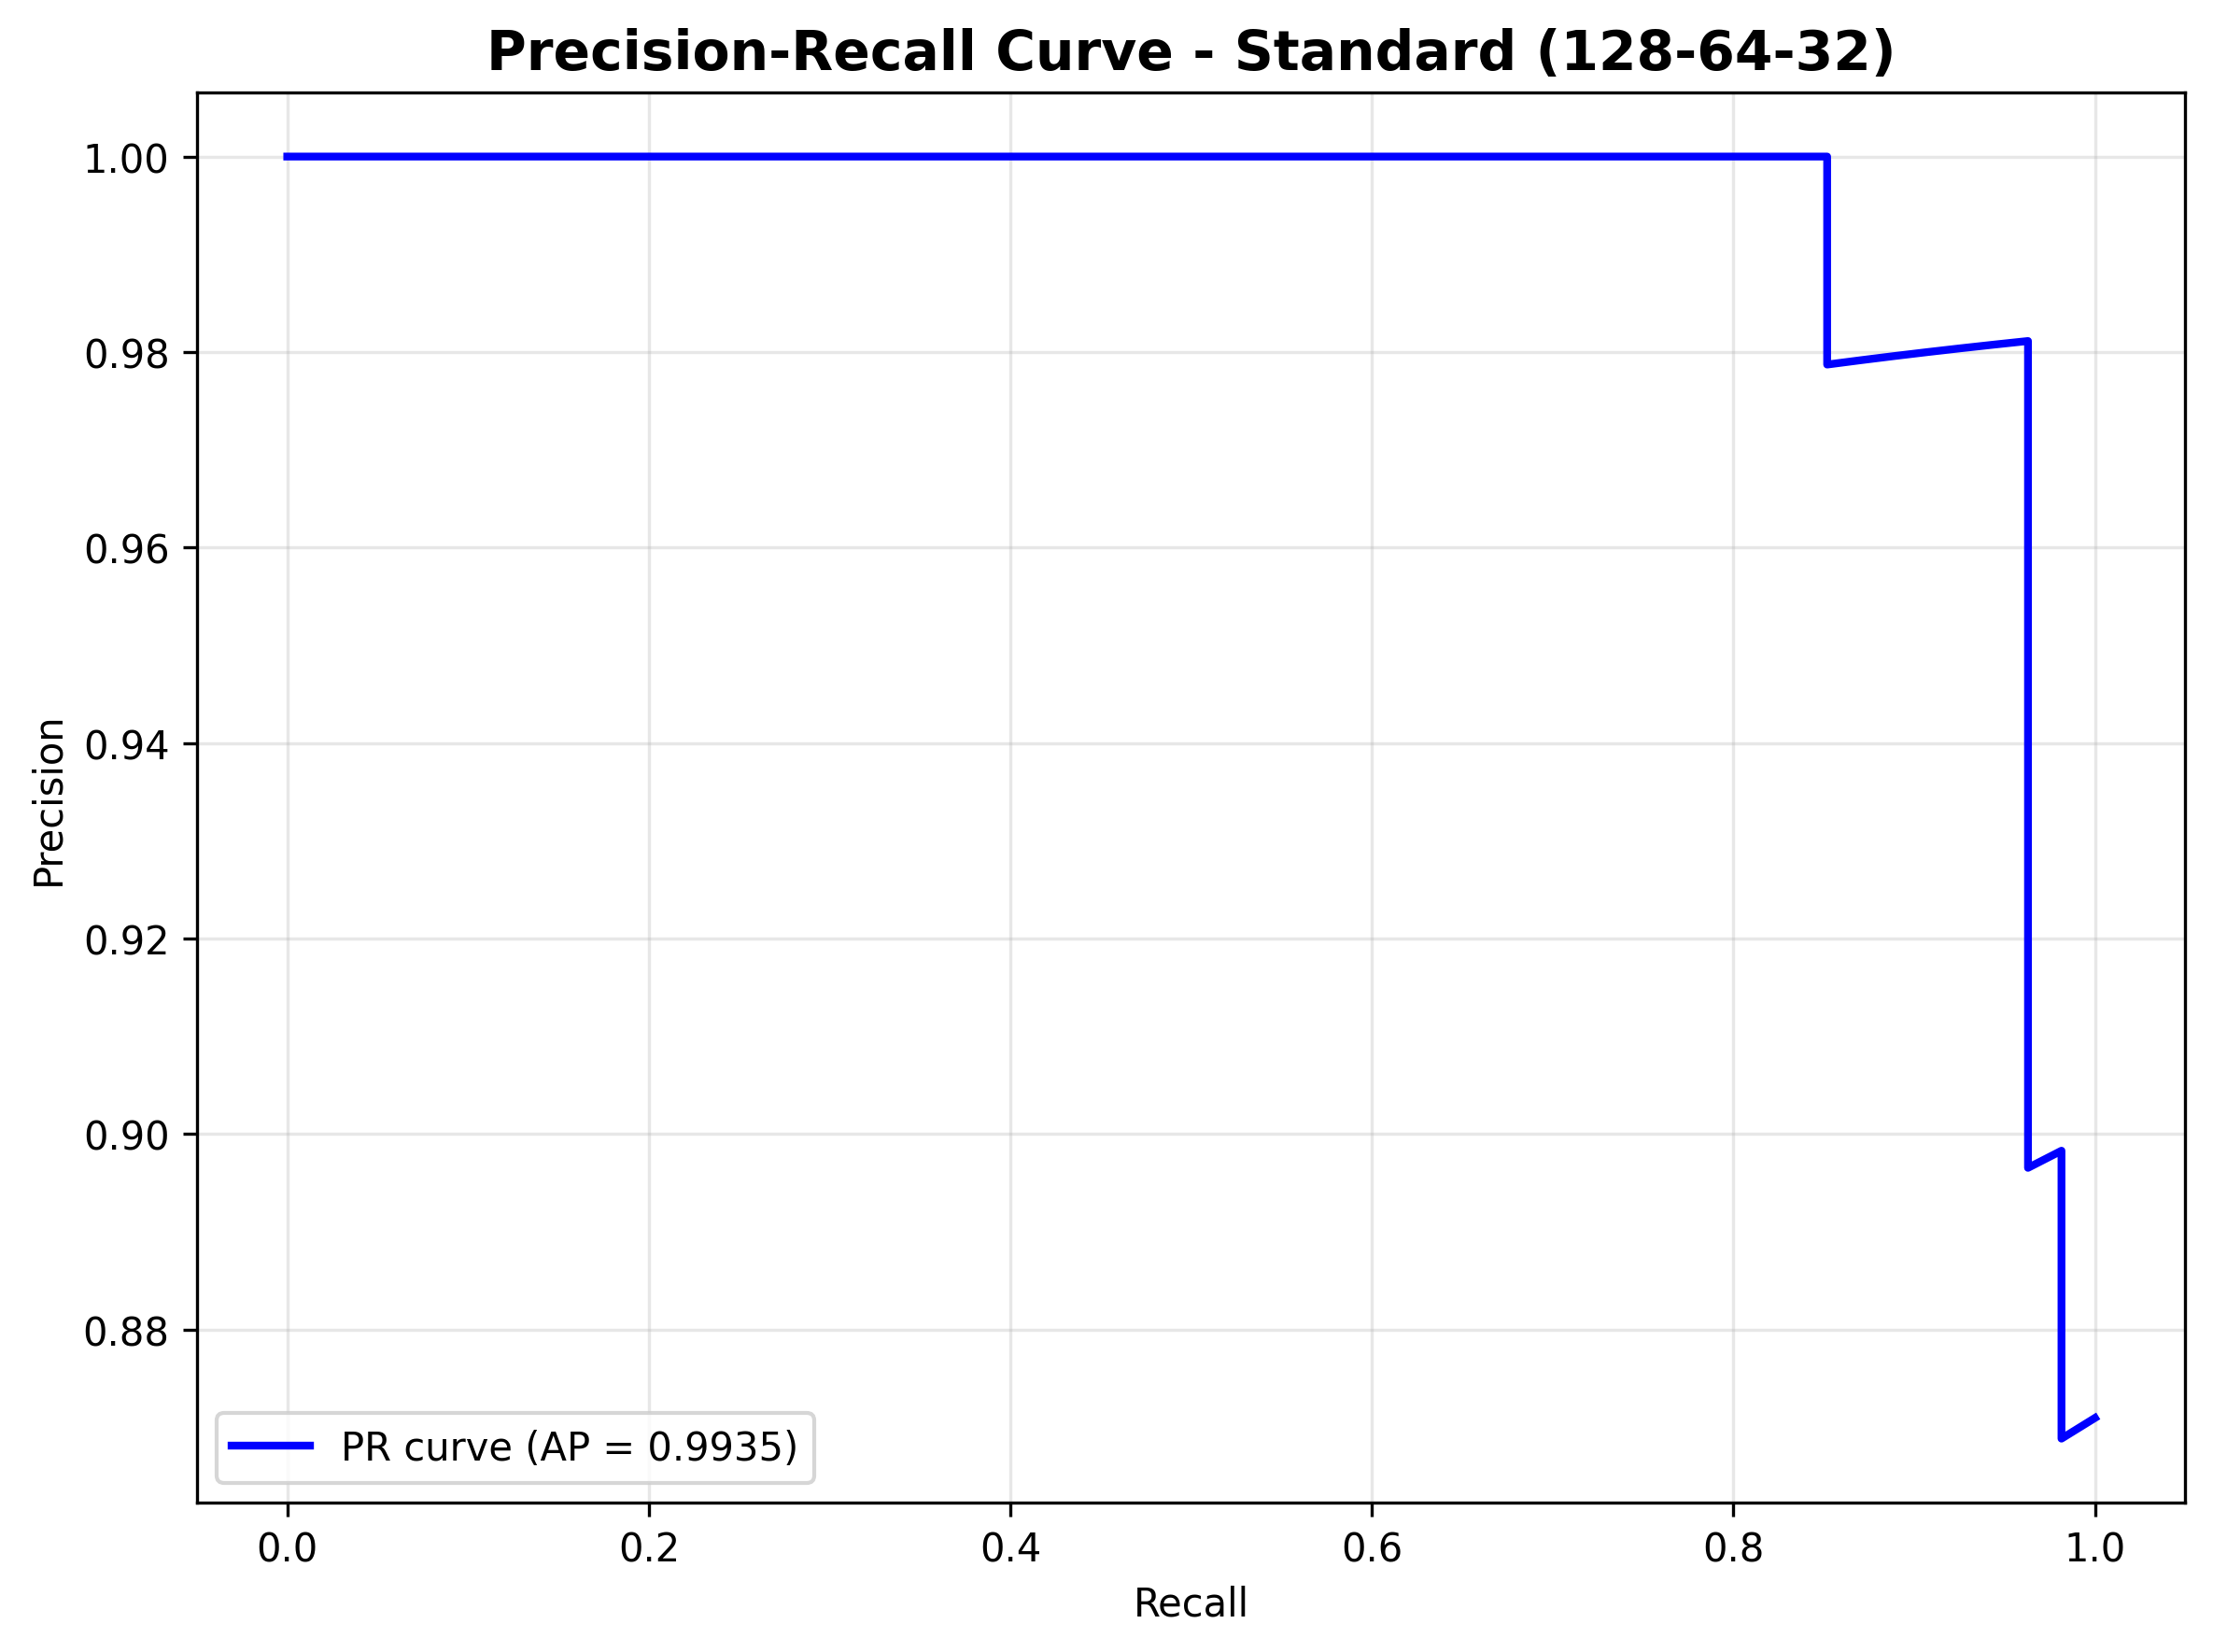 Precision-Recall Curve - Standard (128-64-32)
1.00
0.98
0.96
0.94
0.92
0.90
0.88
Precision
PR curve (AP = 0.9935)
0.0 0.2 0.4 0.6 0.8 1.0
Recall